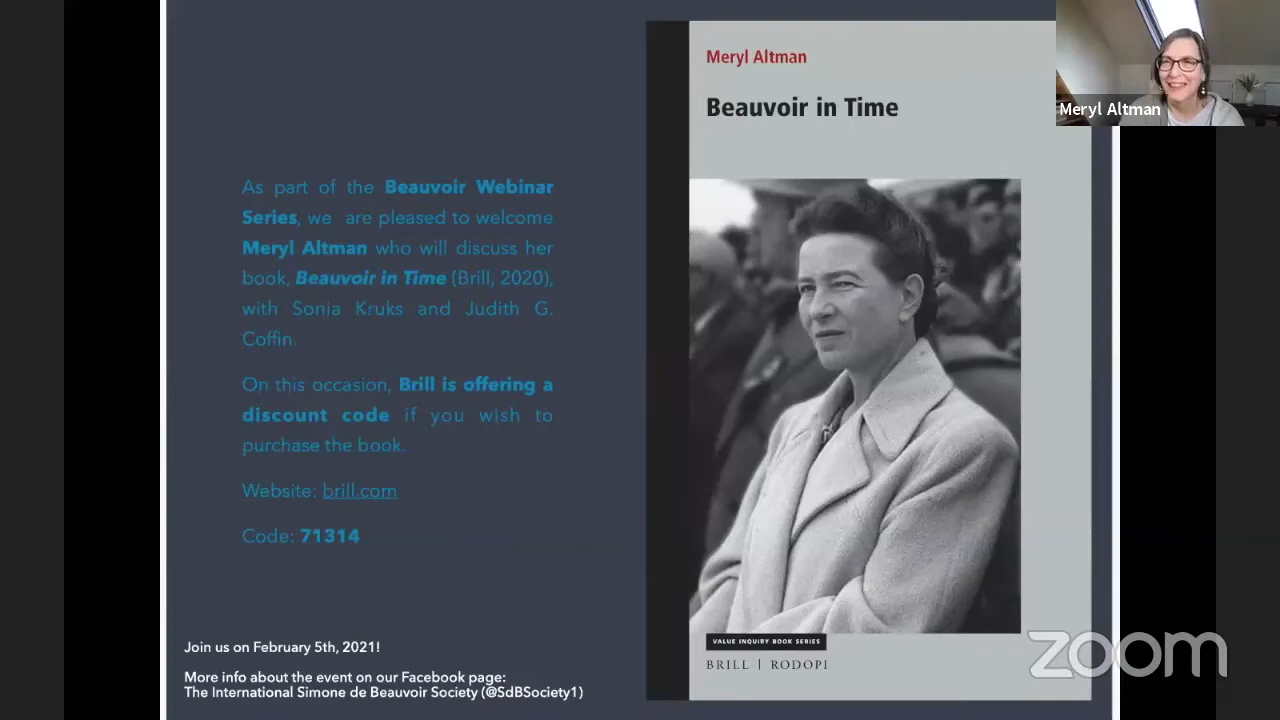 As part of the Beauvoir Webinar
Series, we are pleased to welcome
Meryl Altman who will discuss her
book, Beauvoir in Time (Brill, 2020),
with Sonia Kruks and Judith G.
Coffin.
On this occasion, Brill is offering a
discount code if you wish to
purchase the book.
Website: brill.com
Code: 71314
Join us on February 5th, 2021!
More info about the event on our Facebook page:
The International Simone de Beauvoir Society (@SdBSociety1)
Meryl Altman
Beauvoir in Time
VALUE INQUIRY BOOK SERIES
BRILL | RODOPI
Meryl Altman
zoom